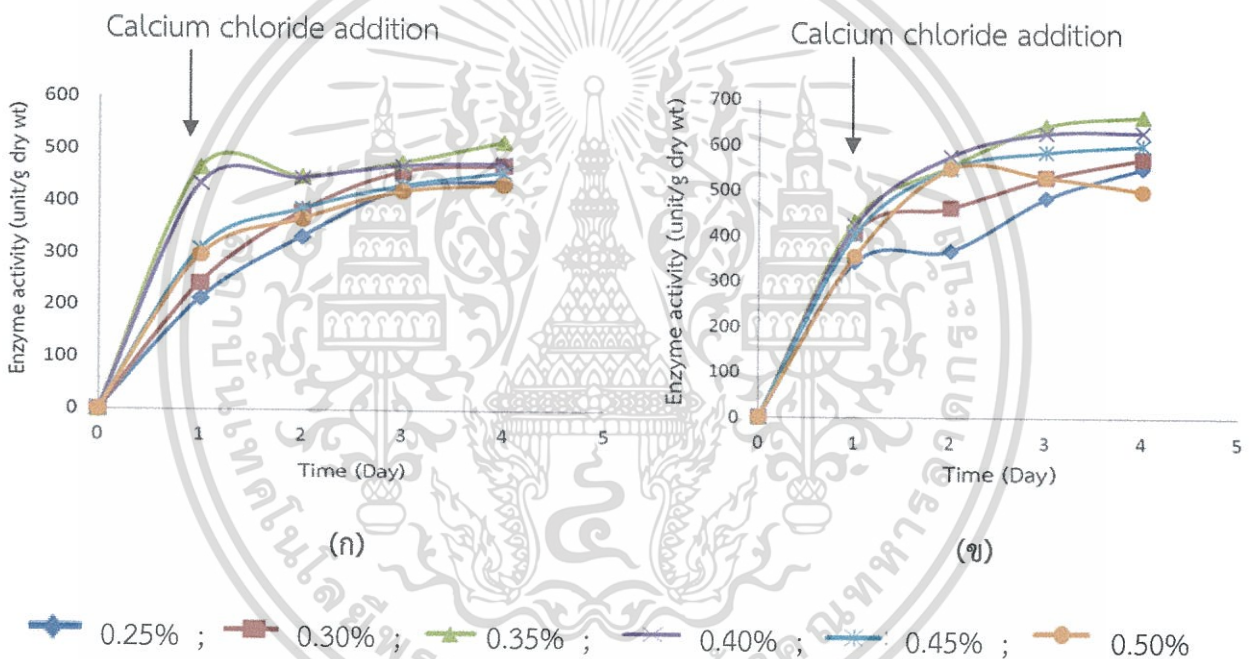 Calcium chloride addition
Enzyme activity (unit/g dry wt)
600
500
400
300
200
100
0
0 1 2 3 4 5
Time (Day)
(ก)
Calcium chloride addition
Enzyme activity (unit/g dry wt)
700
600
500
400
300
200
100
0
0 1 2 3 4 5
Time (Day)
(ข)
0.25% ; 0.30% ; 0.35% ; 0.40% ; 0.45% ; 0.50%